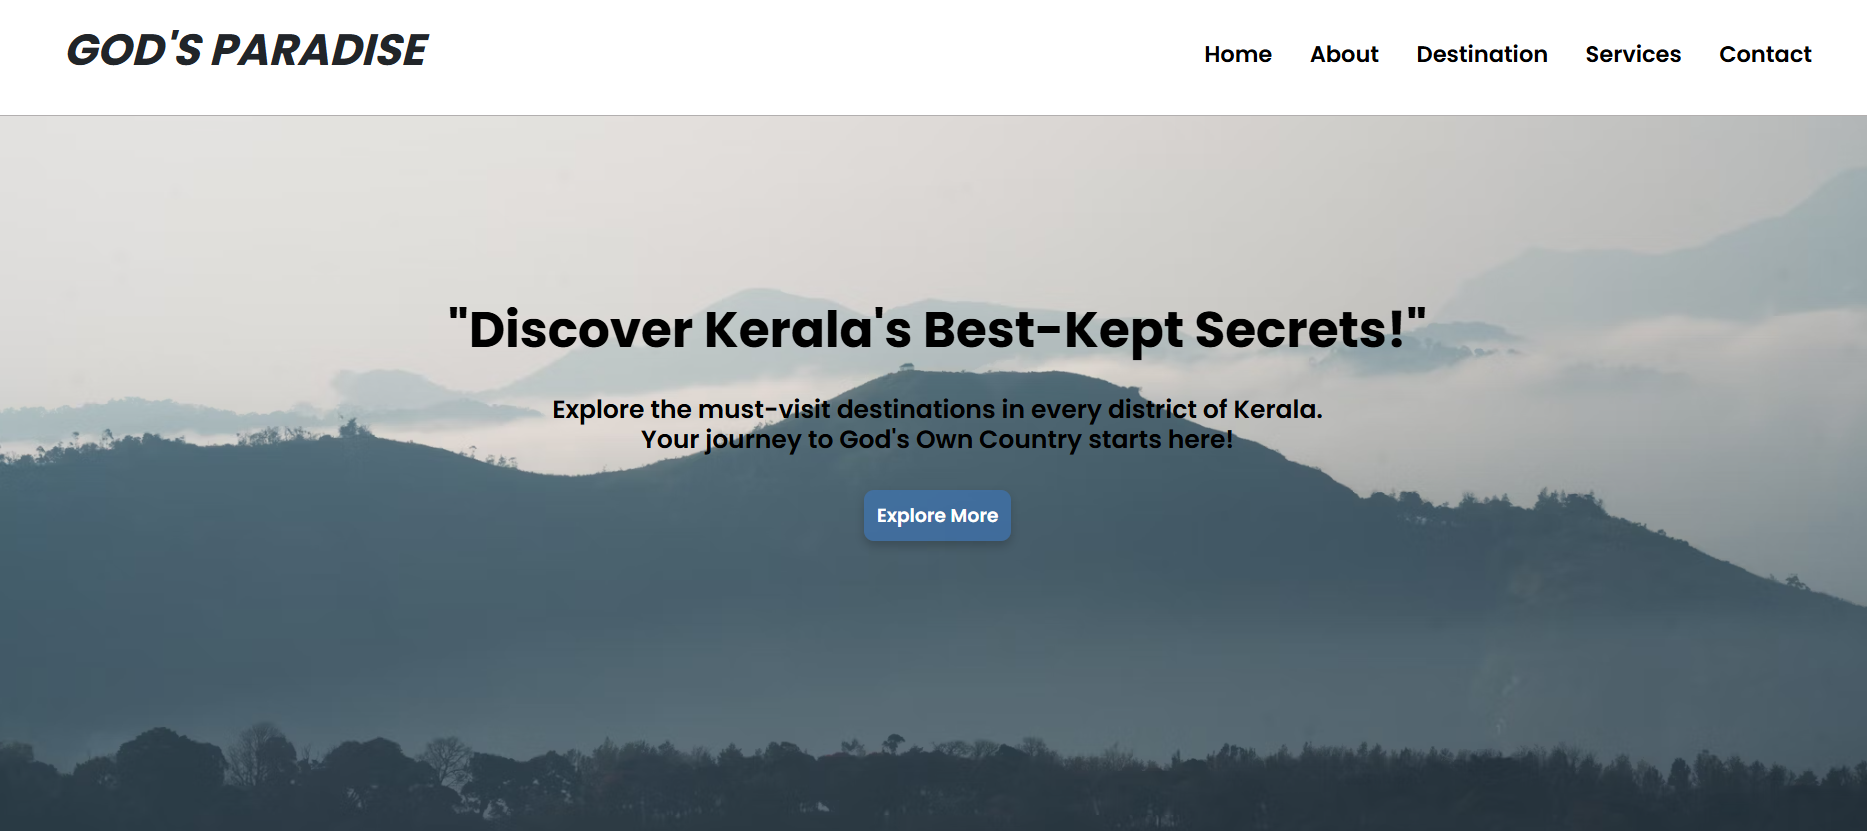 GOD'S PARADISE
Home About Destination Services Contact
"Discover Kerala's Best-Kept Secrets!"
Explore the must-visit destinations in every district of Kerala.
Your journey to God's Own Country starts here!
Explore More